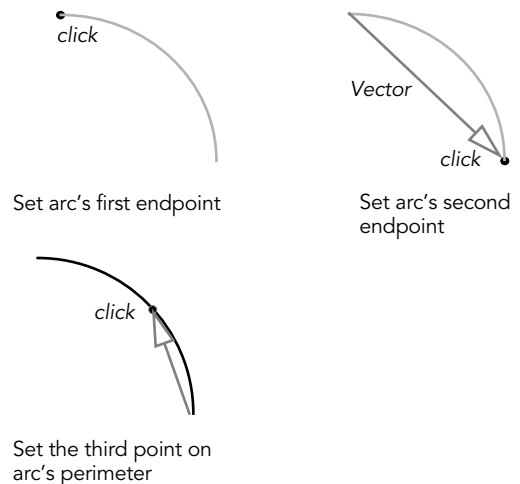 click
Set arc's first endpoint
Vector
click
Set arc's second
endpoint
click
Set the third point on
arc's perimeter